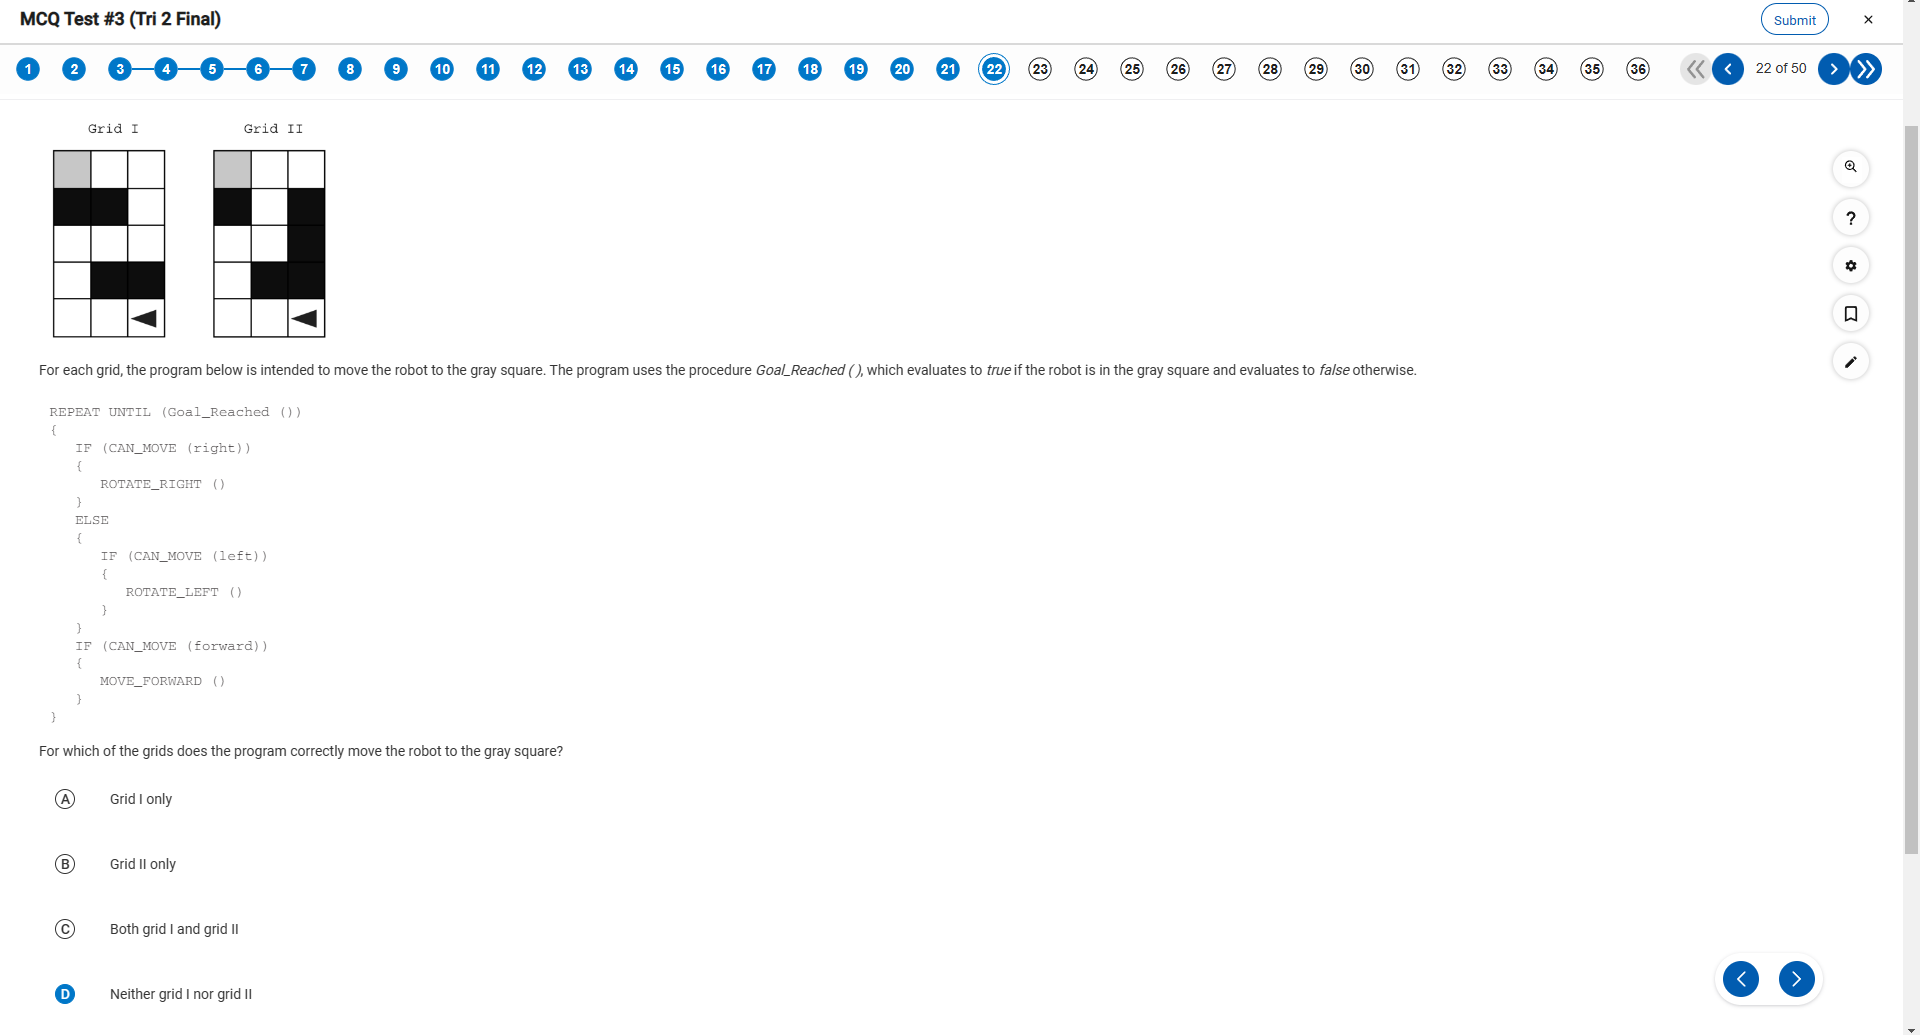 MCQ Test #3 (Tri 2 Final)
Submit
1 2 3 4 5 6 7 8 9 10 11 12 13 14 15 16 17 18 19 20 21 22 23 24 25 26 27 28 29 30 31 32 33 34 35 36
22 of 50
Grid I Grid II
For each grid, the program below is intended to move the robot to the gray square. The program uses the procedure Goal_Reached ( ), which evaluates to true if the robot is in the gray square and evaluates to false otherwise.
REPEAT UNTIL (Goal_Reached ())
{
IF (CAN_MOVE (right))
{
ROTATE_RIGHT ()
}
ELSE
{
IF (CAN_MOVE (left))
{
ROTATE_LEFT ()
}
}
IF (CAN_MOVE (forward))
{
MOVE_FORWARD ()
}
}
For which of the grids does the program correctly move the robot to the gray square?
A Grid I only
B Grid II only
C Both grid I and grid II
D Neither grid I nor grid II